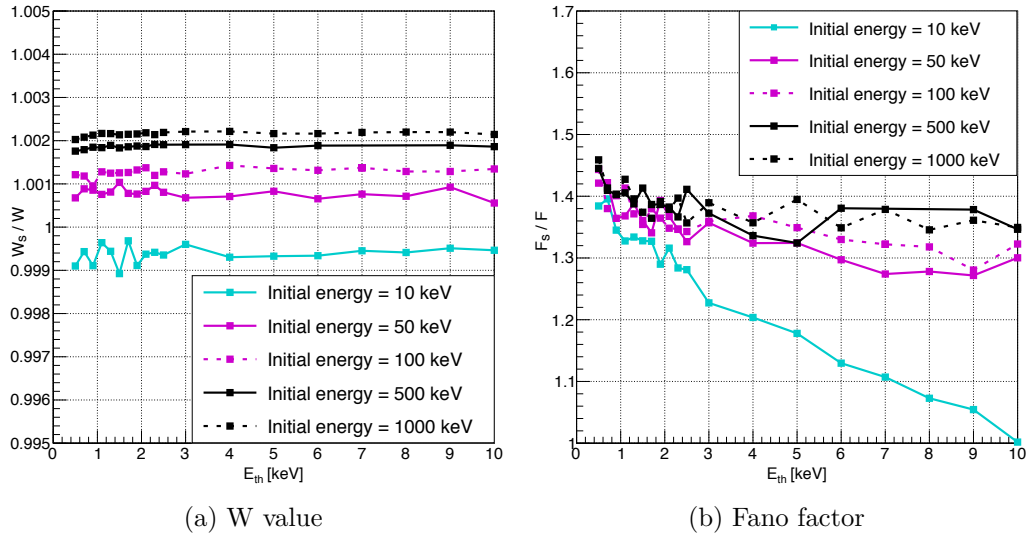 1.005
1.004
1.003
1.002
1.001
1
0.999
0.998
0.997
0.996
0.995
W_s / W
0 1 2 3 4 5 6 7 8 9 10
E_th [keV]
Initial energy = 10 keV
Initial energy = 50 keV
Initial energy = 100 keV
Initial energy = 500 keV
Initial energy = 1000 keV
(a) W value
1.7
1.6
1.5
1.4
1.3
1.2
1.1
1
F_s / F
0 1 2 3 4 5 6 7 8 9 10
E_th [keV]
Initial energy = 10 keV
Initial energy = 50 keV
Initial energy = 100 keV
Initial energy = 500 keV
Initial energy = 1000 keV
(b) Fano factor